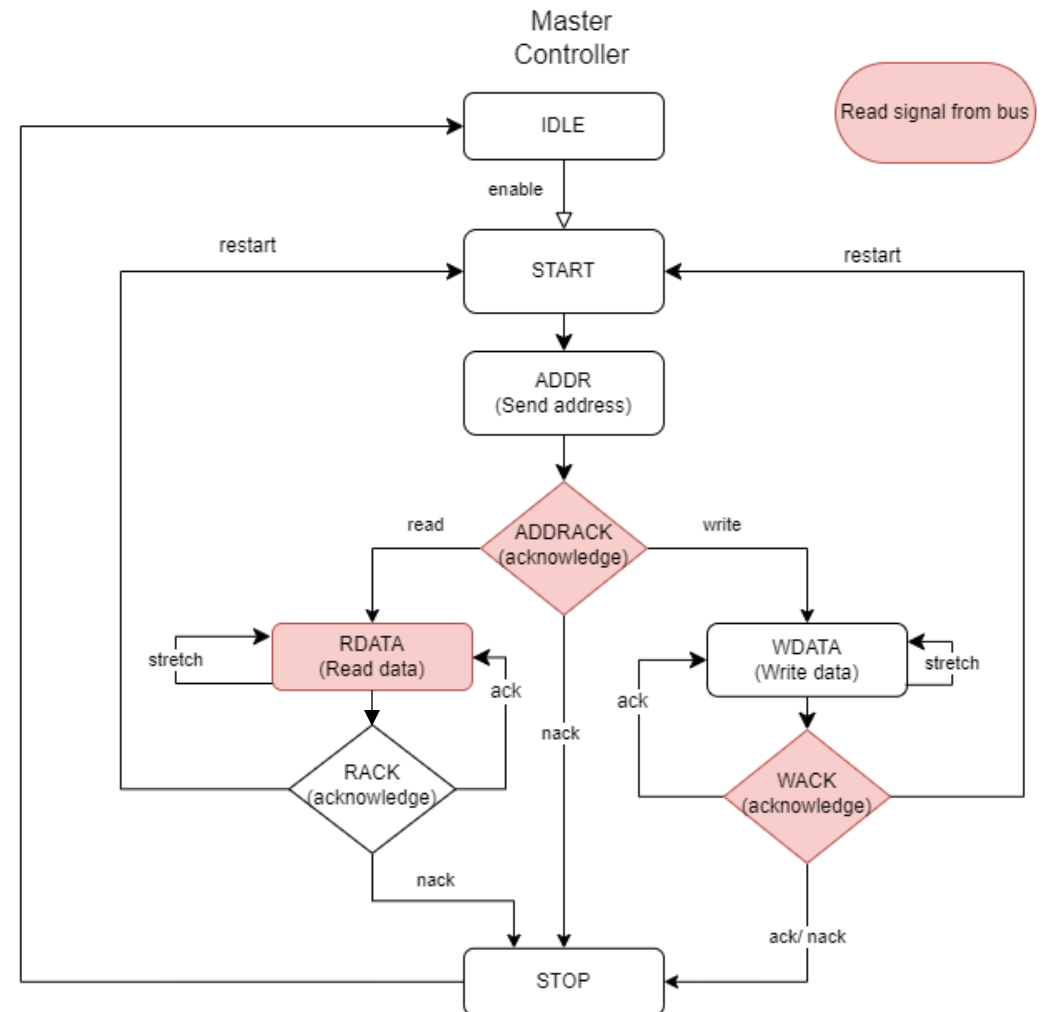 Master
Controller
IDLE
Read signal from bus
enable
restart
START
restart
ADDR
(Send address)
read
ADDRACK
(acknowledge)
write
stretch
RDATA
(Read data)
ack
WDATA
(Write data)
stretch
ack
nack
RACK
(acknowledge)
WACK
(acknowledge)
nack
ack/ nack
STOP